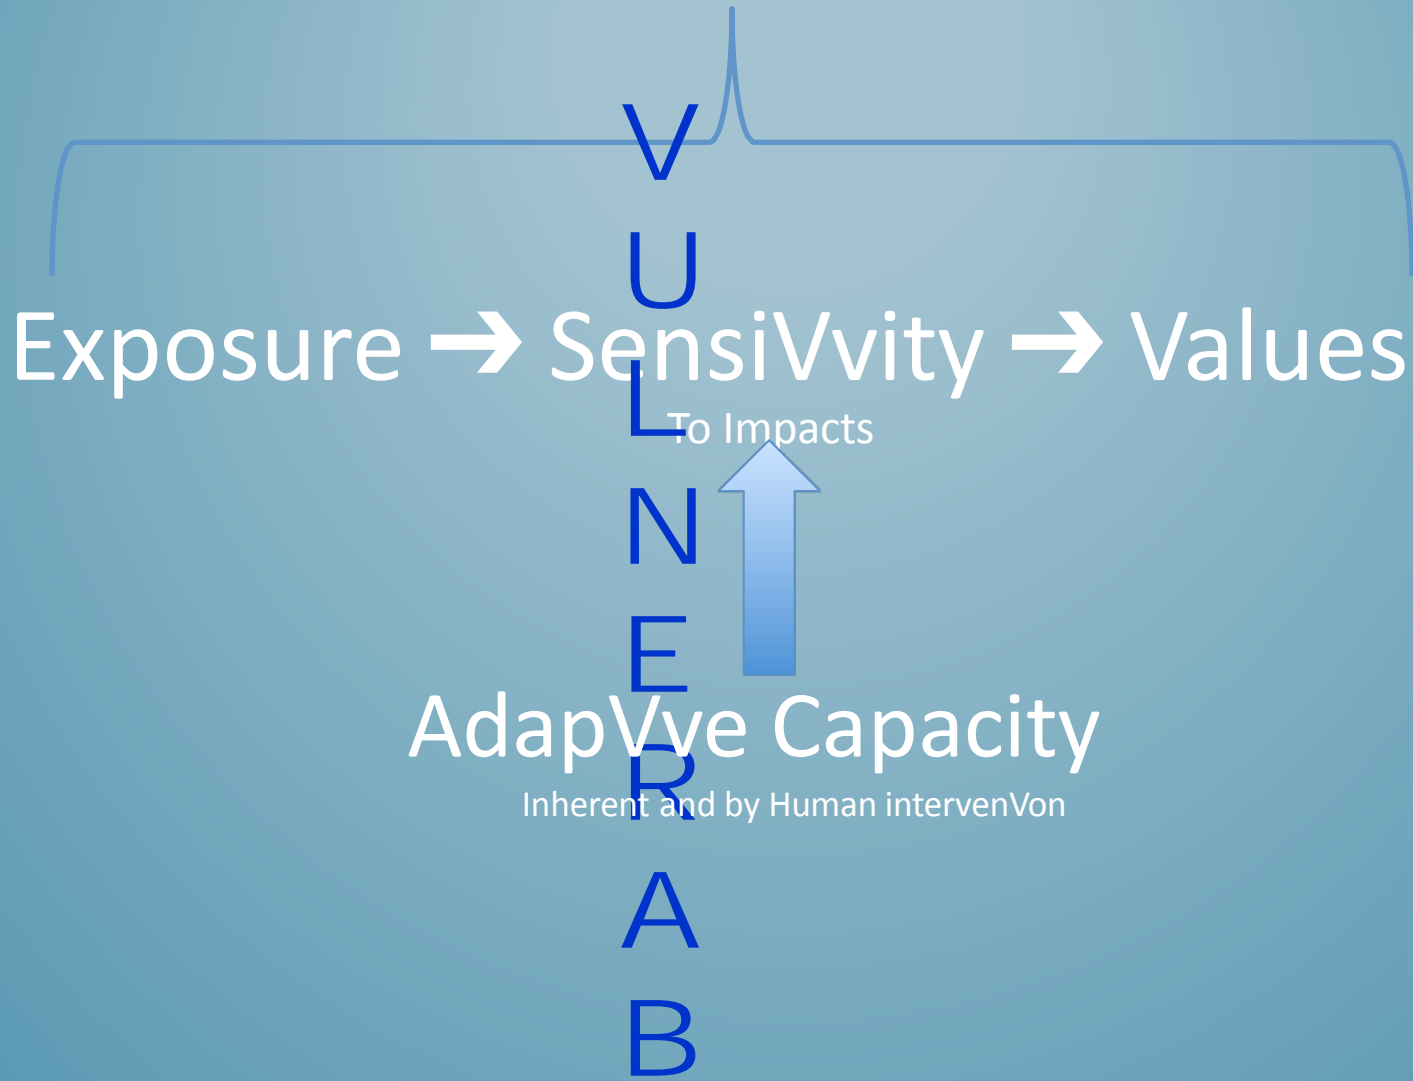 V
U
L
N
E
R
A
B
Exposure ➔ SensiVvity ➔ Values
To Impacts
AdapVve Capacity
Inherent and by Human intervenVon